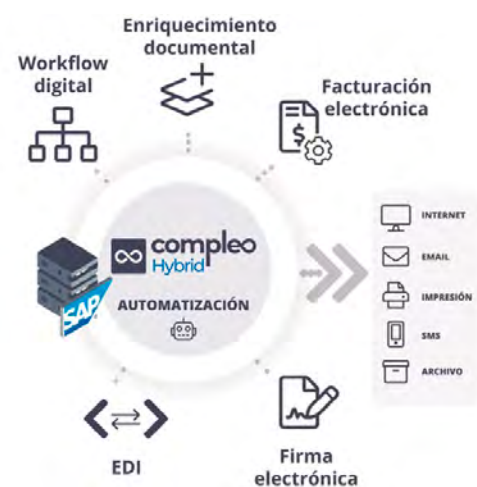 Enriquecimiento
documental
Workflow
digital
Facturación
electrónica
$
compleo
Hybrid
SAP
AUTOMATIZACIÓN
INTERNET
EMAIL
IMPRESIÓN
SMS
ARCHIVO
EDI
Firma
electrónica